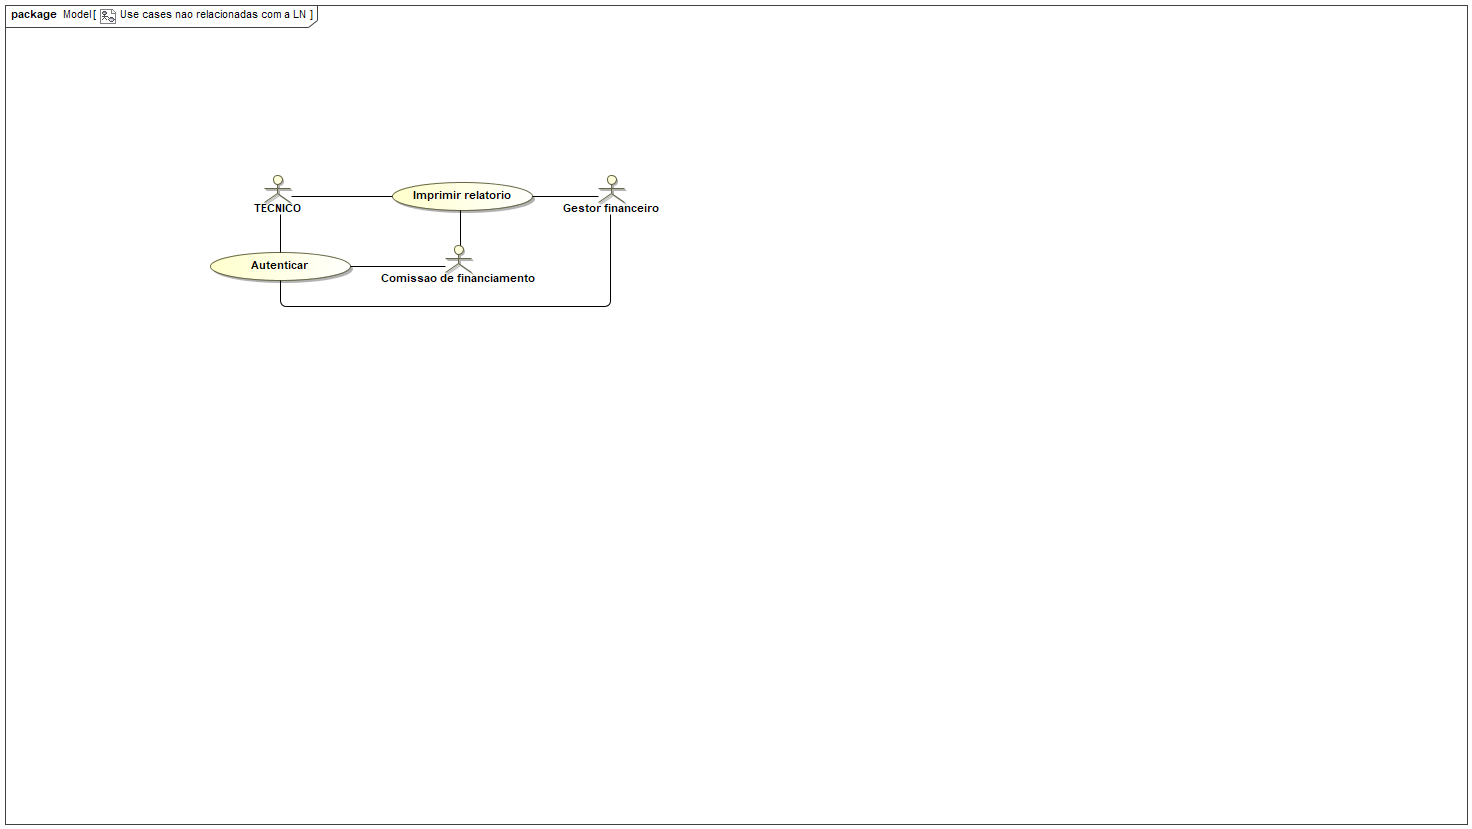 package Model[ Use cases nao relacionadas com a LN ]
TECNICO
Imprimir relatorio
Gestor financeiro
Autenticar
Comissao de financiamento